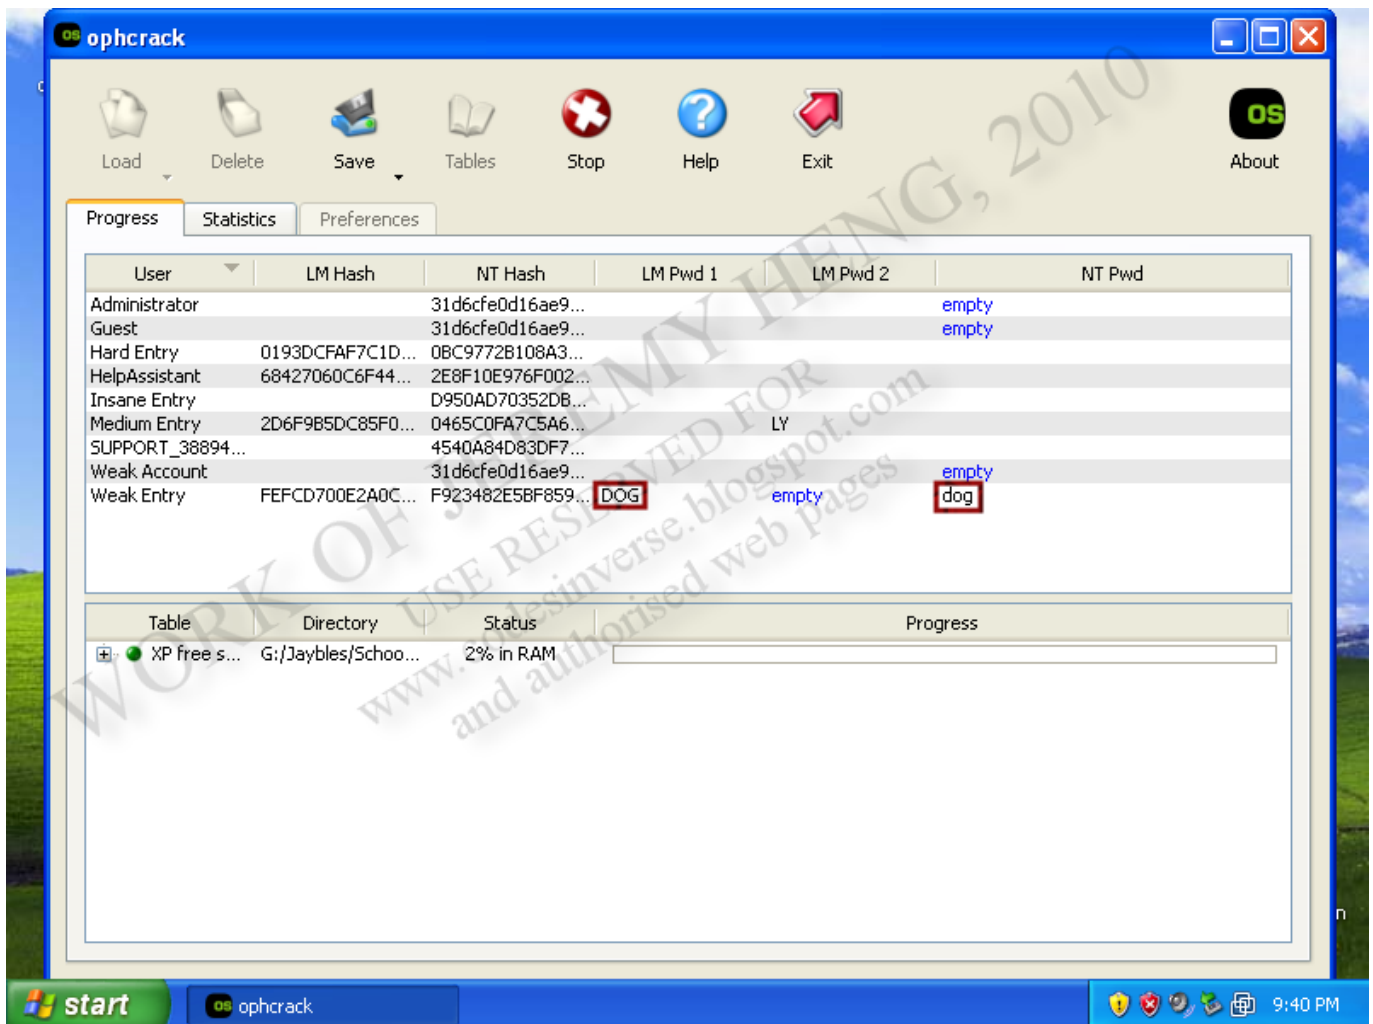 OS ophcrack
Load Delete Save Tables Stop Help Exit OS About
Progress Statistics Preferences
User LM Hash NT Hash LM Pwd 1 LM Pwd 2 NT Pwd
Administrator 31d6cfe0d16ae9... empty
Guest 31d6cfe0d16ae9... empty
Hard Entry 0193DCFAF7C1D... 0BC9772B108A3...
HelpAssistant 68427060C6F44... 2E8F10E976F002...
Insane Entry D950AD70352DB...
Medium Entry 2D6F9B5DC85F0... 0465C0FA7C5A6... LY
SUPPORT_38894... 4540A84D83DF7...
Weak Account 31d6cfe0d16ae9... empty
Weak Entry FEFCD700E2A0C... F923482E5BF859... DOG empty dog
Table Directory Status Progress
XP free s... G:/Jaybles/Schoo... 2% in RAM
WORK OF JEREMY HENG, 2010
USE RESERVED FOR
www.codesinverse.blogspot.com
and authorised web pages
start OS ophcrack 9:40 PM